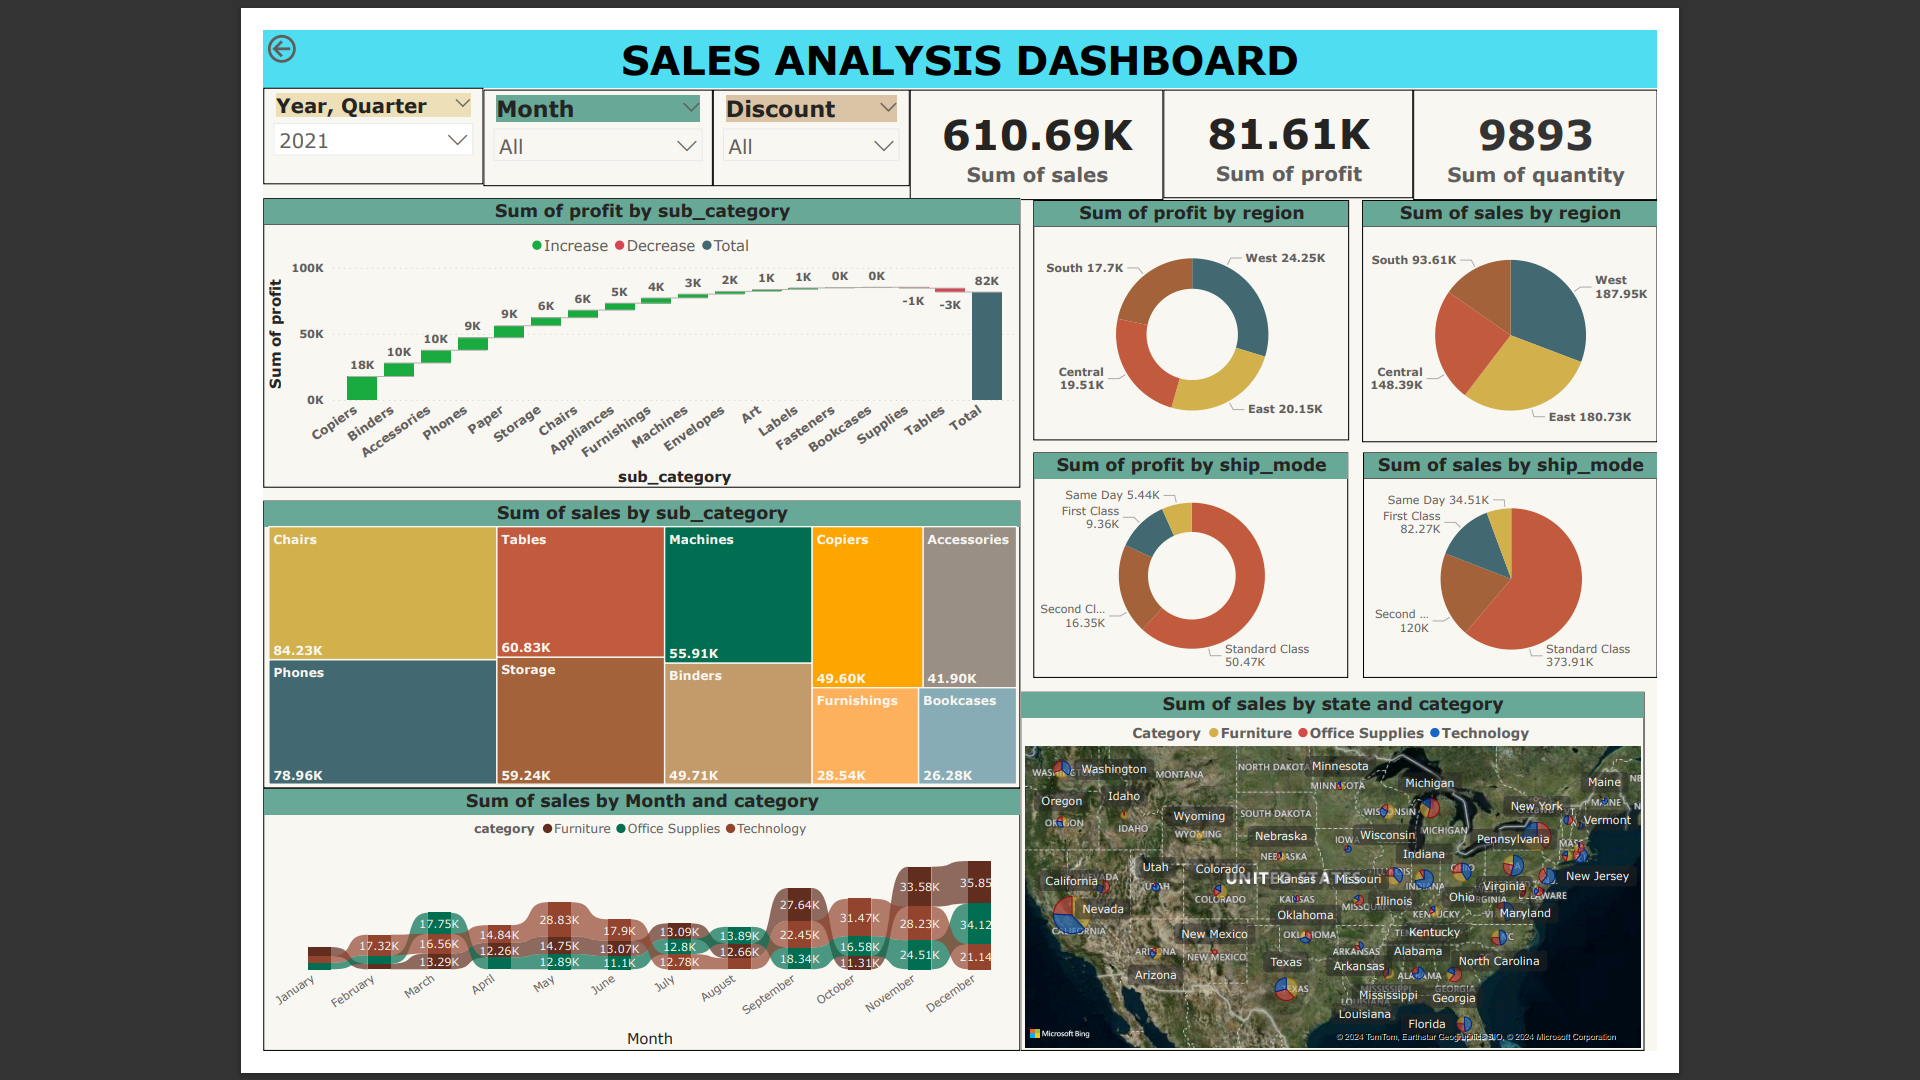 SALES ANALYSIS DASHBOARD
Year, Quarter
2021
Month
All
Discount
All
610.69K
Sum of sales
81.61K
Sum of profit
9893
Sum of quantity
Sum of profit by sub_category
Increase Decrease Total
Sum of profit
100K
50K
0K
18K 10K 10K 9K 9K 6K 6K 5K 4K 3K 2K 1K 1K 0K 0K -1K -3K 82K
Copiers Binders Accessories Phones Paper Storage Chairs Appliances Furnishings Machines Envelopes Art Labels Fasteners Bookcases Supplies Tables Total
sub_category
Sum of profit by region
West 24.25K
East 20.15K
Central
19.51K
South 17.7K
Sum of sales by region
West
187.95K
East 180.73K
Central
148.39K
South 93.61K
Sum of profit by ship_mode
Same Day 5.44K
First Class
9.36K
Second Cl...
16.35K
Standard Class
50.47K
Sum of sales by ship_mode
Same Day 34.51K
First Class
82.27K
Second ...
120K
Standard Class
373.91K
Sum of sales by sub_category
Chairs
84.23K
Phones
78.96K
Tables
60.83K
Storage
59.24K
Machines
55.91K
Binders
49.71K
Copiers
49.60K
Accessories
41.90K
Furnishings
28.54K
Bookcases
26.28K
Sum of sales by Month and category
category Furniture Office Supplies Technology
17.32K
17.75K
16.56K
13.29K
14.84K
12.26K
28.83K
14.75K
12.89K
17.9K
13.07K
11.1K
13.09K
12.8K
12.78K
13.89K
12.66K
27.64K
22.45K
18.34K
31.47K
16.58K
11.31K
33.58K
28.23K
24.51K
35.85
34.12
21.14
January February March April May June July August September October November December
Month
Sum of sales by state and category
Category Furniture Office Supplies Technology
Washington
MONTANA
NORTH DAKOTA
Minnesota
MINNESOTA
Michigan
Maine
MAINE
Oregon
OREGON
Idaho
IDAHO
Wyoming
WYOMING
SOUTH DAKOTA
WISCONSIN
Wisconsin
MICHIGAN
New York
Vermont
Nebraska
NEBRASKA
IOWA
Pennsylvania
Indiana
INDIANA
OHIO
Utah
UTAH
Colorado
COLORADO
UNITED STATES
Kansas
KANSAS
Missouri
Illinois
Ohio
Virginia
New Jersey
DELAWARE
Maryland
California
CALIFORNIA
Nevada
Oklahoma
OKLAHOMA
KENTUCKY
Kentucky
New Mexico
NEW MEXICO
Arizona
ARIZONA
Texas
ARKANSAS
Arkansas
Alabama
ALABAMA
North Carolina
Mississippi
MISSISSIPPI
Georgia
GEORGIA
Louisiana
LOUISIANA
Florida
Microsoft Bing
© 2024 TomTom, Earthstar Geographics SIO, © 2024 Microsoft Corporation